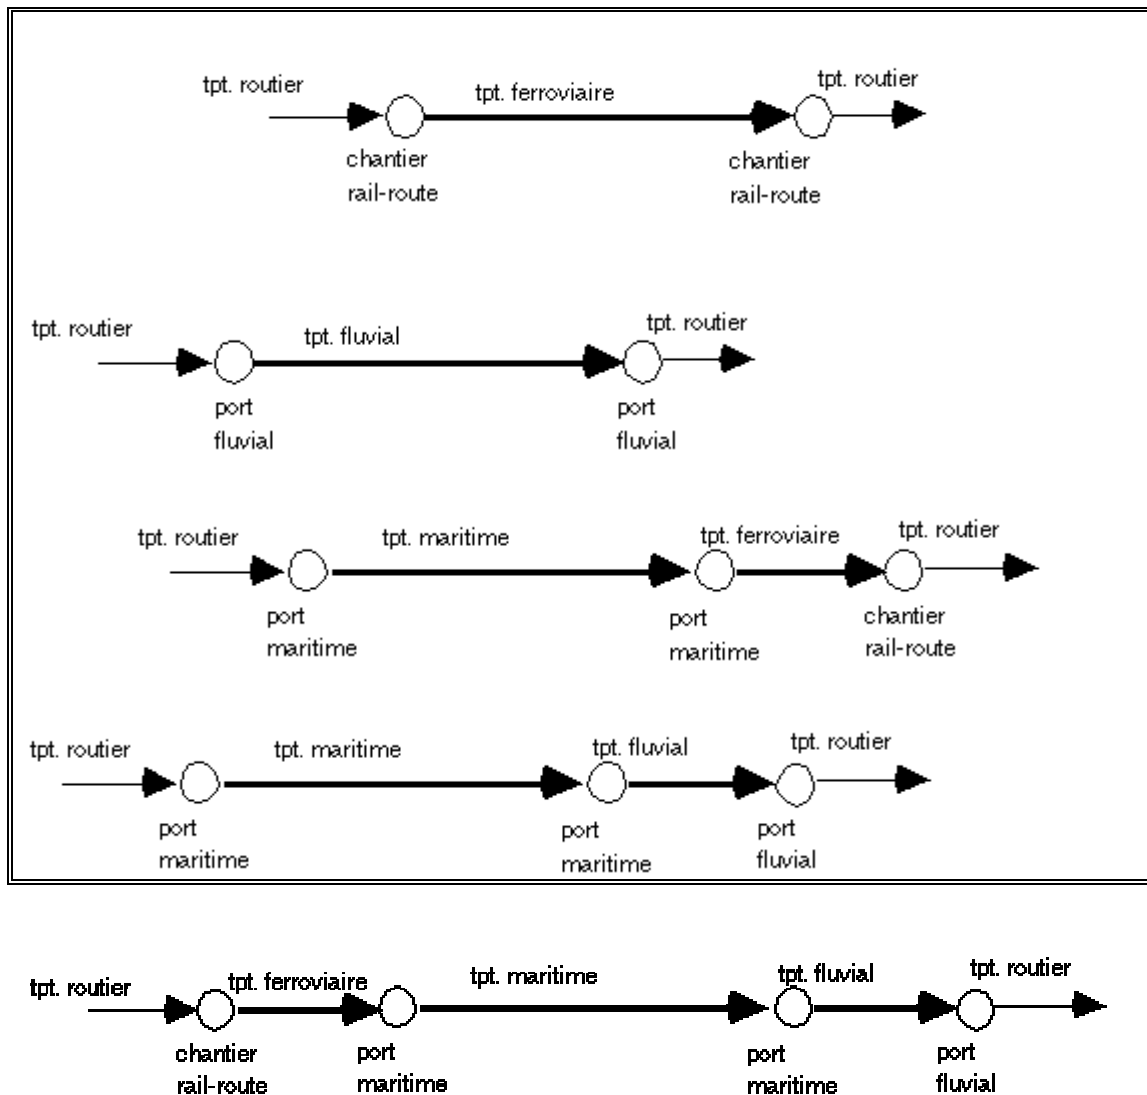 tpt. routier
tpt. ferroviaire
tpt. routier
chantier
rail-route
chantier
rail-route
tpt. routier
tpt. fluvial
tpt. routier
port
fluvial
port
fluvial
tpt. routier
tpt. maritime
tpt. ferroviaire
tpt. routier
port
maritime
port
maritime
chantier
rail-route
tpt. routier
tpt. maritime
tpt. fluvial
tpt. routier
port
maritime
port
maritime
port
fluvial
tpt. routier
tpt. ferroviaire
tpt. maritime
tpt. fluvial
tpt. routier
chantier
rail-route
port
maritime
port
maritime
port
fluvial